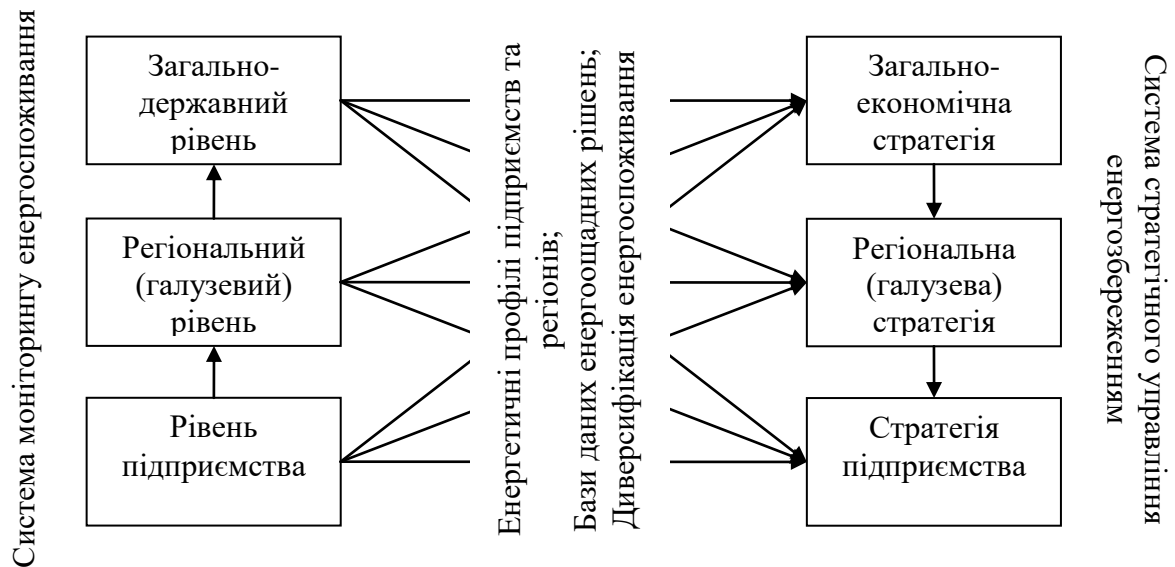 Система моніторингу енергоспоживання
Загально-
державний
рівень
Регіональний
(галузевий)
рівень
Рівень
підприємства
Енергетичні профілі підприємств та
регіонів;
Бази даних енергоощадних рішень;
Диверсифікація енергоспоживання
Загально-
економічна
стратегія
Регіональна
(галузева)
стратегія
Стратегія
підприємства
Система стратегічного управління
енергозбереженням